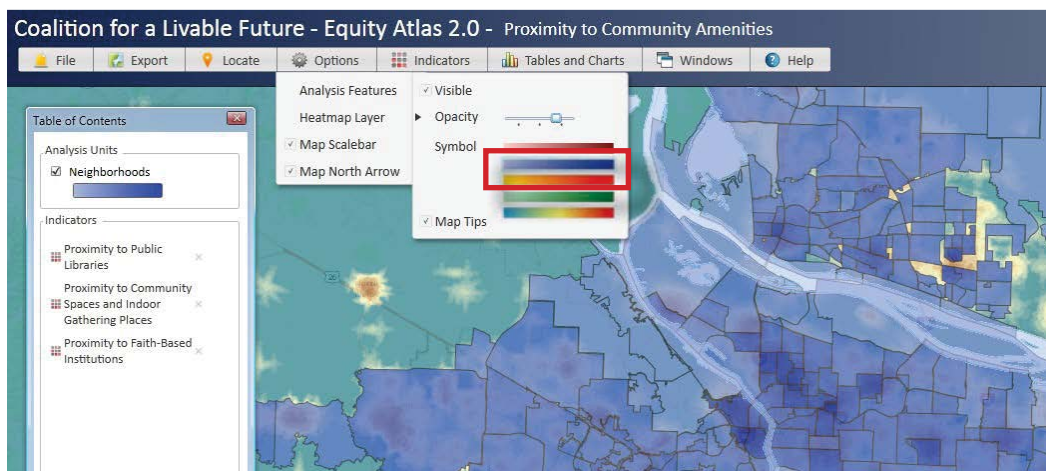 Coalition for a Livable Future - Equity Atlas 2.0 - Proximity to Community Amenities
File Export Locate Options Indicators Tables and Charts Windows Help
Analysis Features
Heatmap Layer
Map Scalebar
Map North Arrow
Visible
Opacity
Symbol
Map Tips
Table of Contents
Analysis Units
Neighborhoods
Indicators
Proximity to Public
Libraries
Proximity to Community
Spaces and Indoor
Gathering Places
Proximity to Faith-Based
Institutions